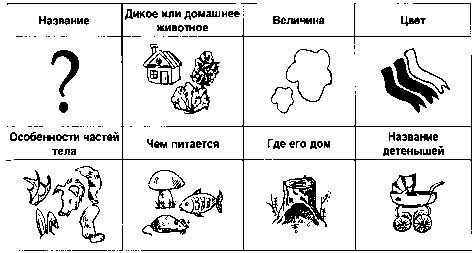 Название
Дикое или домашнее
животное
Величина
Цвет
?
Особенности частей
тела
Чем питается
Где его дом
Название
детенышей